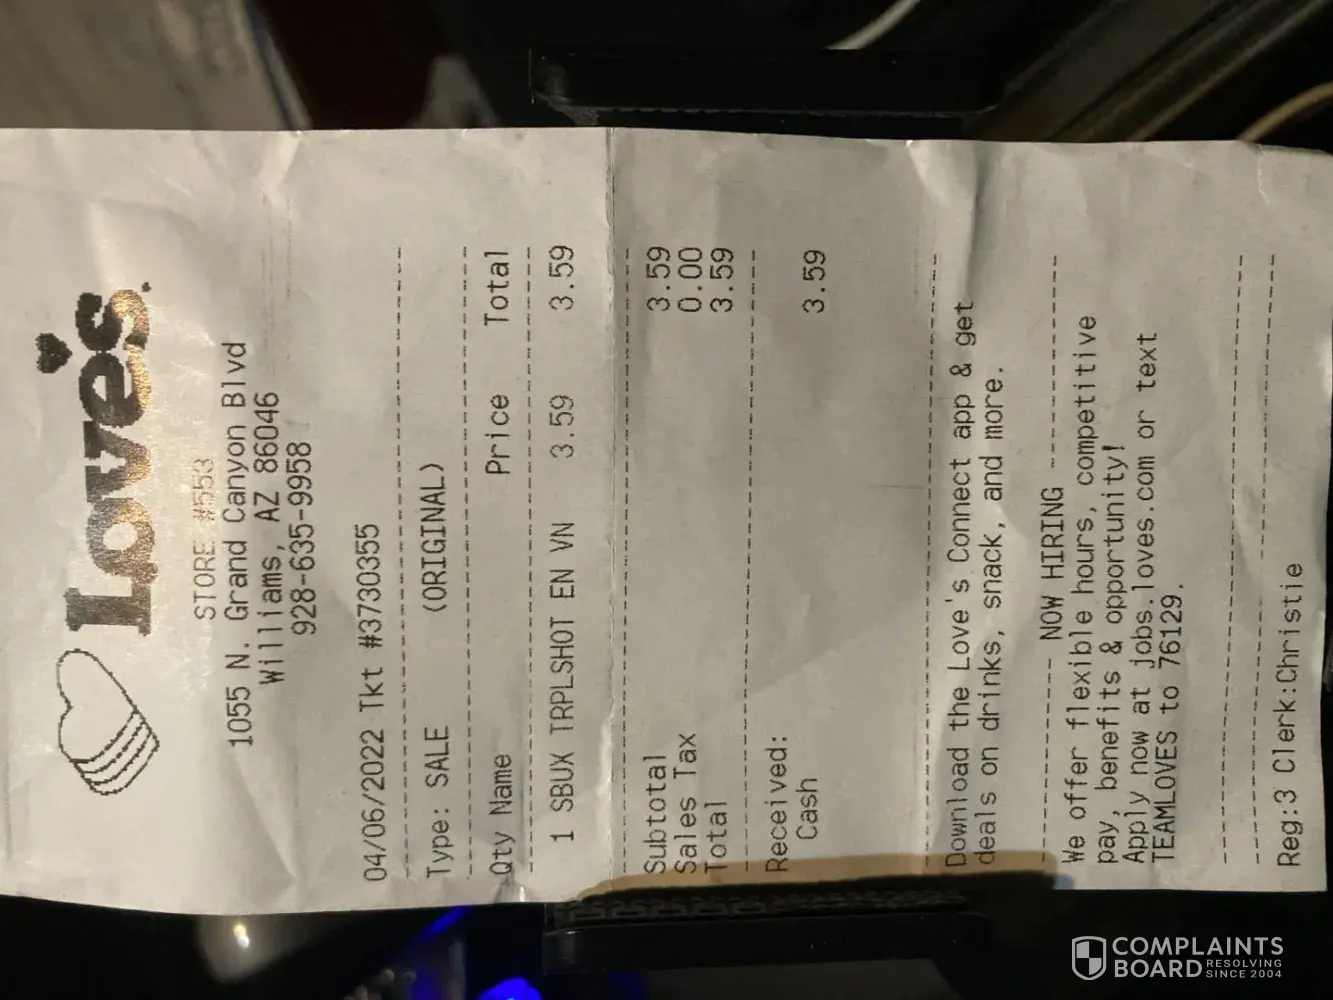 Love's
STORE #553
1055 N. Grand Canyon Blvd
Williams, AZ 86046
928-635-9958
04/06/2022 Tkt #3730355
Type: SALE (ORIGINAL)
Qty Name Price Total
1 SBUX TRPLSHOT EN VN 3.59 3.59
Subtotal 3.59
Sales Tax 0.00
Total 3.59
Received:
Cash 3.59
Download the Love's Connect app & get
deals on drinks, snack, and more.
NOW HIRING
We offer flexible hours, competitive
pay, benefits & opportunity!
Apply now at jobs.loves.com or text
TEAMLOVES to 76129.
Reg:3 Clerk:Christie
COMPLAINTS
BOARD RESOLVING
SINCE 2004